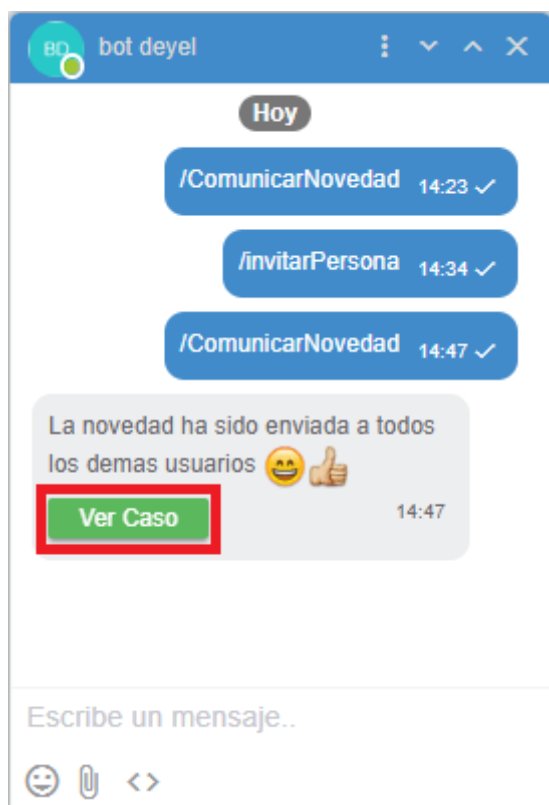 BD bot deyel
Hoy
/ComunicarNovedad 14:23
/invitarPersona 14:34
/ComunicarNovedad 14:47
La novedad ha sido enviada a todos
los demas usuarios 😄👍
Ver Caso 14:47
Escribe un mensaje..